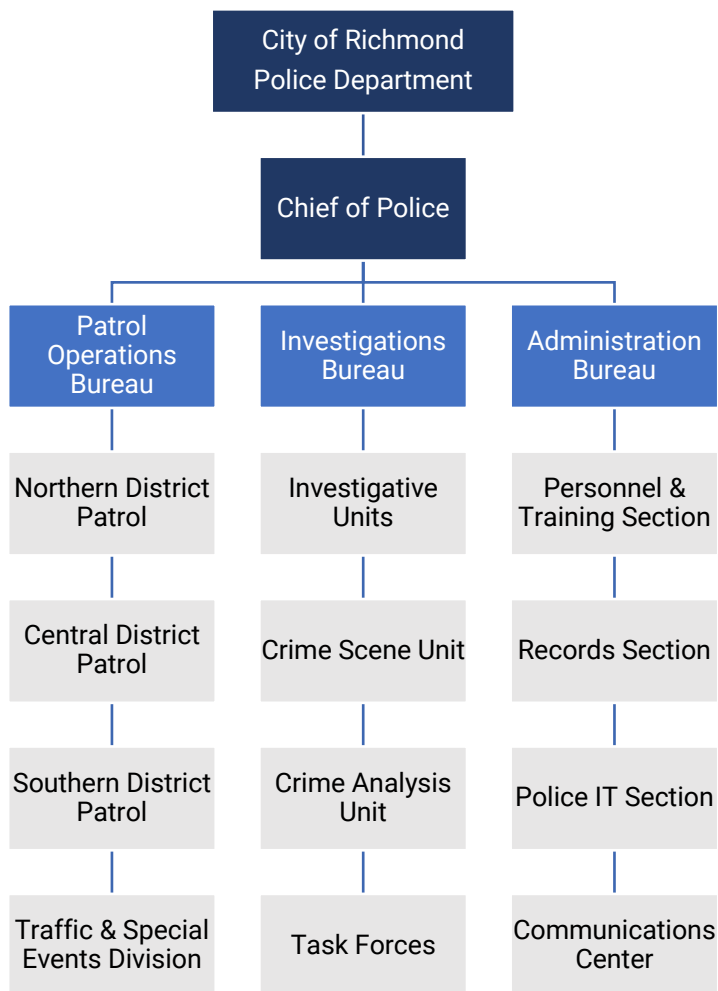 City of Richmond
Police Department
Chief of Police
Patrol
Operations
Bureau
Investigations
Bureau
Administration
Bureau
Northern District
Patrol
Investigative
Units
Personnel &
Training Section
Central District
Patrol
Crime Scene Unit
Records Section
Southern District
Patrol
Crime Analysis
Unit
Police IT Section
Traffic & Special
Events Division
Task Forces
Communications
Center